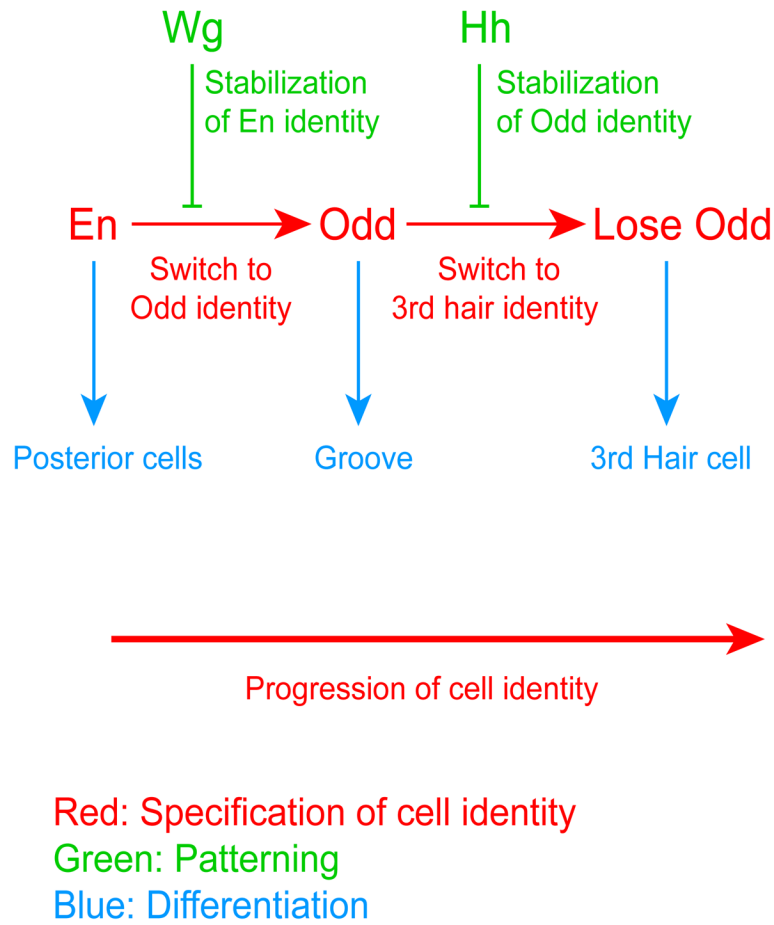 Wg
Hh
Stabilization
of En identity
Stabilization
of Odd identity
En
Odd
Lose Odd
Switch to
Odd identity
Switch to
3rd hair identity
Posterior cells
Groove
3rd Hair cell
Progression of cell identity
Red: Specification of cell identity
Green: Patterning
Blue: Differentiation